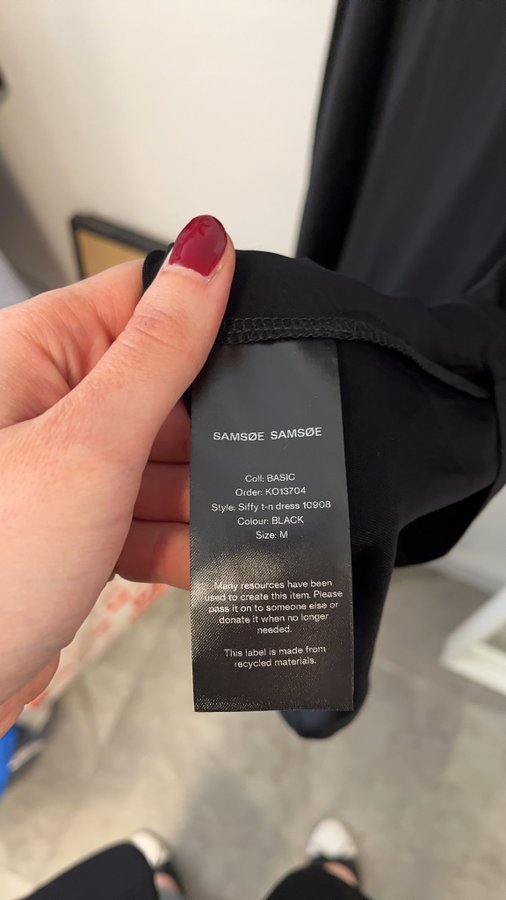 SAMSØE SAMSØE
Coll: BASIC
Order: KO13704
Style: Siffy t-n dress 10908
Colour: BLACK
Size: M
Many resources have been
used to create this item. Please
pass it on to someone else or
donate it when no longer
needed.
This label is made from
recycled materials.